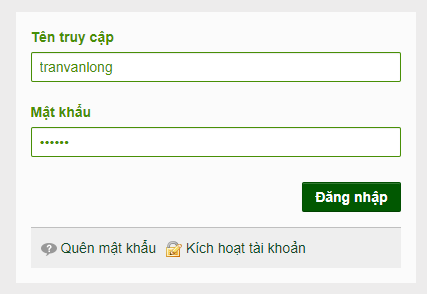 Tên truy cập
tranvanlong
Mật khẩu
••••••
Đăng nhập
Quên mật khẩu Kích hoạt tài khoản